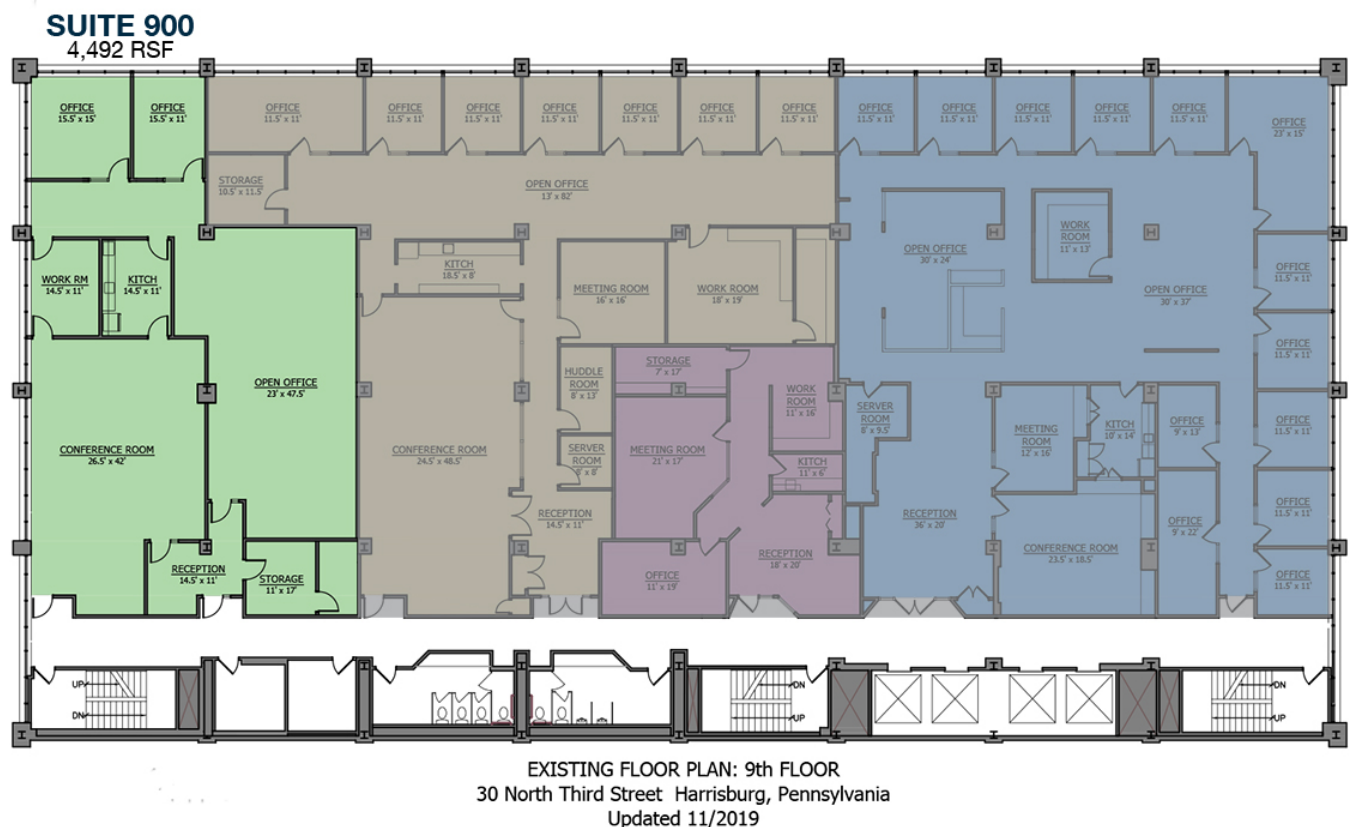 SUITE 900
4,492 RSF
OFFICE
15.5' x 15'
OFFICE
15.5' x 11'
OFFICE
11.5' x 11'
OFFICE
11.5' x 11'
OFFICE
11.5' x 11'
OFFICE
11.5' x 11'
OFFICE
11.5' x 11'
OFFICE
11.5' x 11'
OFFICE
11.5' x 11'
OFFICE
11.5' x 11'
OFFICE
11.5' x 11'
OFFICE
11.5' x 11'
OFFICE
11.5' x 11'
OFFICE
11.5' x 11'
OFFICE
23' x 15'
STORAGE
10.5' x 11.5'
OPEN OFFICE
13' x 82'
WORK RM
14.5' x 11'
KITCH
14.5' x 11'
KITCH
18.5' x 8'
MEETING ROOM
16' x 16'
WORK ROOM
18' x 19'
OPEN OFFICE
30' x 24'
WORK
ROOM
11' x 13'
OPEN OFFICE
30' x 37'
OFFICE
11.5' x 11'
OFFICE
11.5' x 11'
OPEN OFFICE
23' x 47.5'
HUDDLE
ROOM
8' x 13'
STORAGE
7' x 17'
WORK
ROOM
11' x 16'
SERVER
ROOM
8' x 9.5'
MEETING
ROOM
12' x 16'
KITCH
10' x 14'
OFFICE
9' x 13'
OFFICE
11.5' x 11'
CONFERENCE ROOM
26.5' x 42'
CONFERENCE ROOM
24.5' x 48.5'
SERVER
ROOM
MEETING ROOM
21' x 17'
KITCH
11' x 6'
RECEPTION
14.5' x 11'
RECEPTION
36' x 20'
OFFICE
9' x 22'
OFFICE
11.5' x 11'
RECEPTION
14.5' x 11'
STORAGE
11' x 17'
OFFICE
11' x 19'
RECEPTION
18' x 20'
CONFERENCE ROOM
23.5' x 18.5'
OFFICE
11.5' x 11'
UP
DN
DN
UP
DN
UP
EXISTING FLOOR PLAN: 9th FLOOR
30 North Third Street Harrisburg, Pennsylvania
Updated 11/2019